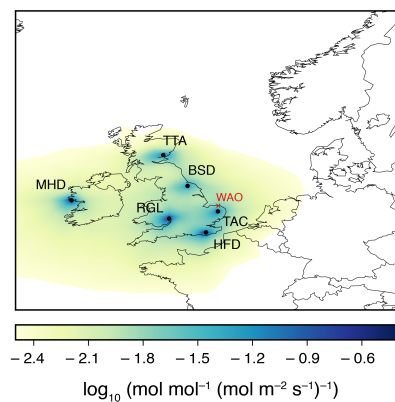 TTA
BSD
MHD
WAO
RGL
TAC
HFD
− 2.4 − 2.1 − 1.8 − 1.5 − 1.2 − 0.9 − 0.6
log₁₀ (mol mol⁻¹ (mol m⁻² s⁻¹)⁻¹)